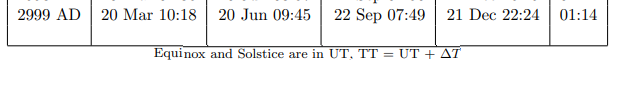 2999 AD 20 Mar 10:18 20 Jun 09:45 22 Sep 07:49 21 Dec 22:24 01:14
Equinox and Solstice are in UT, TT = UT + ΔT